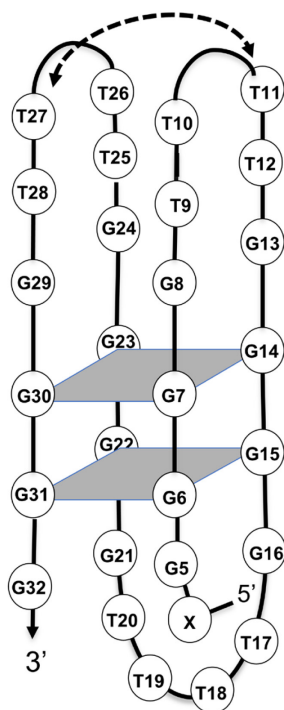 T27 T26 T11
T10
T25 T12
T28 T9
G24 G13
G29 G8
G23 G14
G30 G7
G22 G15
G31 G6
G21 G5 G16
G32 5’
T20 X T17
3’ T19 T18